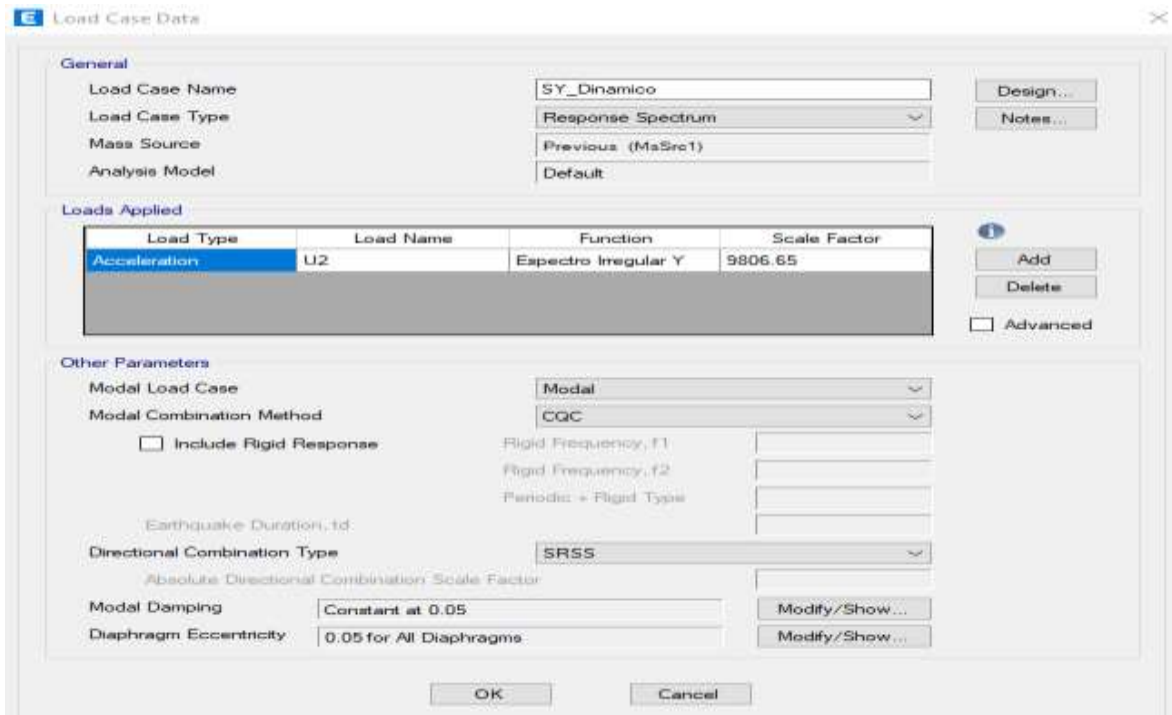 E Load Case Data
General
Load Case Name SY_Dinamico Design...
Load Case Type Response Spectrum Notes...
Mass Source Previous (MsSrc1)
Analysis Model Default
Loads Applied
Load Type Load Name Function Scale Factor
Acceleration U2 Espectro Irregular Y 9806.65
Add
Delete
Advanced
Other Parameters
Modal Load Case Modal
Modal Combination Method CQC
Include Rigid Response Rigid Frequency, f1
Rigid Frequency, f2
Periodic + Rigid Type
Earthquake Duration, td
Directional Combination Type SRSS
Absolute Directional Combination Scale Factor
Modal Damping Constant at 0.05 Modify/Show...
Diaphragm Eccentricity 0.05 for All Diaphragms Modify/Show...
OK Cancel